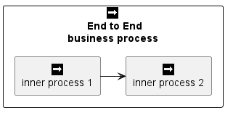 End to End
business process
inner process 1
inner process 2